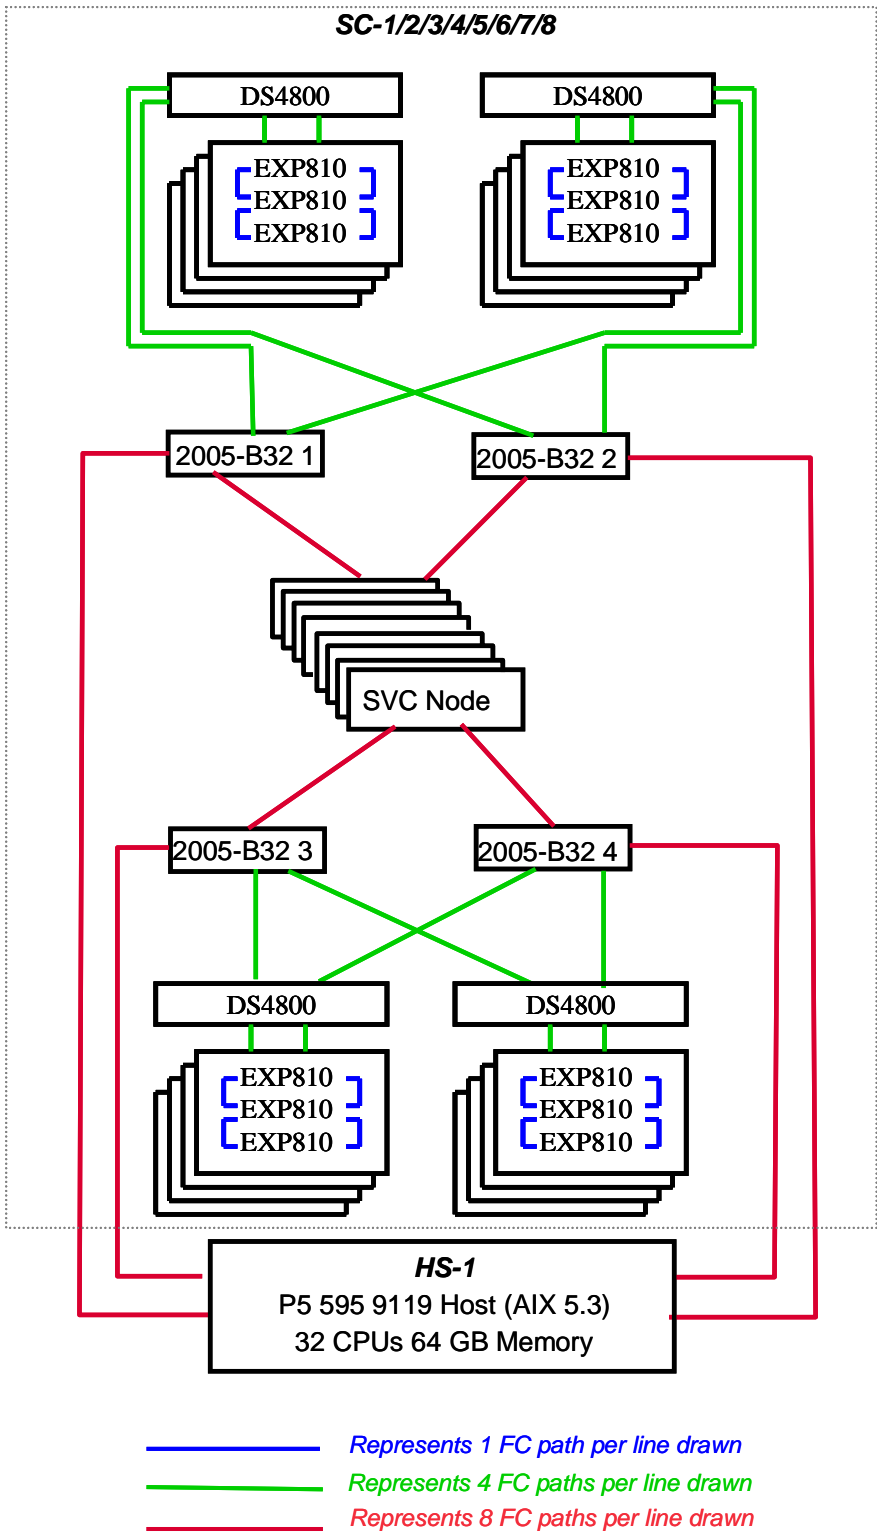 SC-1/2/3/4/5/6/7/8
DS4800
DS4800
EXP810
EXP810
EXP810
EXP810
EXP810
EXP810
2005-B32 1
2005-B32 2
SVC Node
2005-B32 3
2005-B32 4
DS4800
DS4800
EXP810
EXP810
EXP810
EXP810
EXP810
EXP810
HS-1
P5 595 9119 Host (AIX 5.3)
32 CPUs 64 GB Memory
Represents 1 FC path per line drawn
Represents 4 FC paths per line drawn
Represents 8 FC paths per line drawn